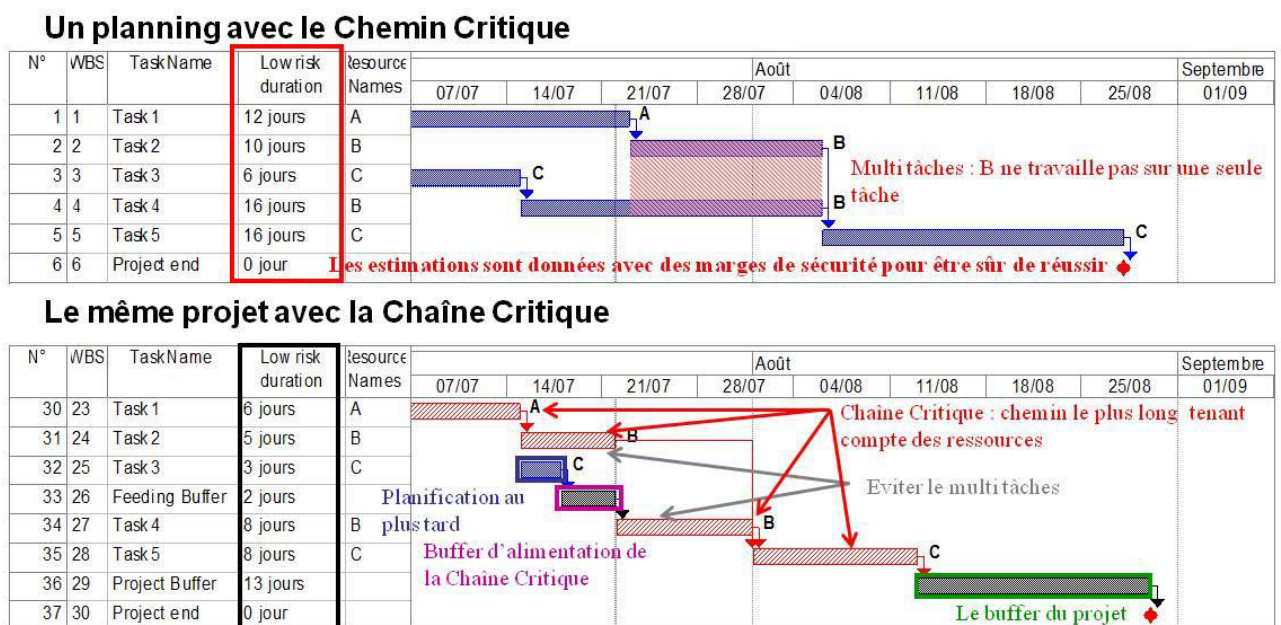 Un planning avec le Chemin Critique
N° WBS Task Name Low risk duration Resource Names Août Septembre
07/07 14/07 21/07 28/07 04/08 11/08 18/08 25/08 01/09
1 1 Task 1 12 jours A A
2 2 Task 2 10 jours B B
3 3 Task 3 6 jours C C
Multi tâches : B ne travaille pas sur une seule
tâche
4 4 Task 4 16 jours B B
5 5 Task 5 16 jours C C
6 6 Project end 0 jour
Les estimations sont données avec des marges de sécurité pour être sûr de réussir
Le même projet avec la Chaîne Critique
N° WBS Task Name Low risk duration Resource Names Août Septembre
07/07 14/07 21/07 28/07 04/08 11/08 18/08 25/08 01/09
30 23 Task 1 6 jours A A
Chaîne Critique : chemin le plus long tenant
compte des ressources
31 24 Task 2 5 jours B B
32 25 Task 3 3 jours C C
Eviter le multi tâches
33 26 Feeding Buffer 2 jours
Planification au
plus tard
34 27 Task 4 8 jours B B
35 28 Task 5 8 jours C C
Buffer d'alimentation de
la Chaîne Critique
36 29 Project Buffer 13 jours
37 30 Project end 0 jour
Le buffer du projet